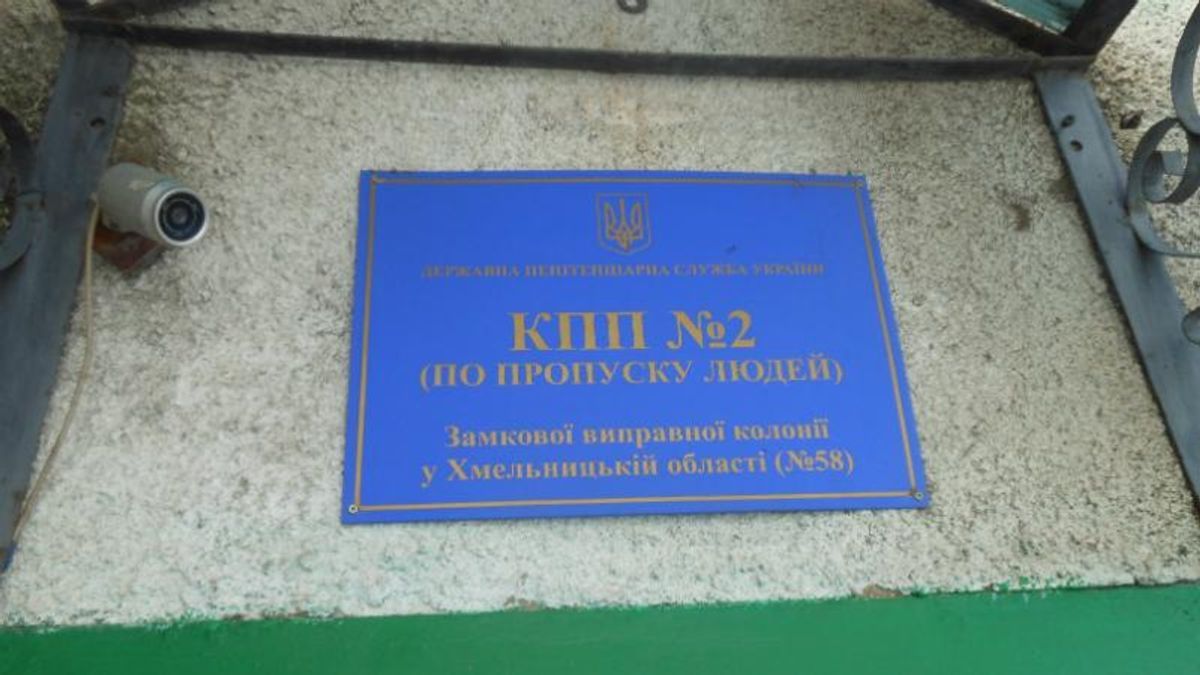 ДЕРЖАВНА ПЕНІТЕНЦІАРНА СЛУЖБА УКРАЇНИ
КПП №2
(ПО ПРОПУСКУ ЛЮДЕЙ)
Замкової виправної колонії
у Хмельницькій області (№58)